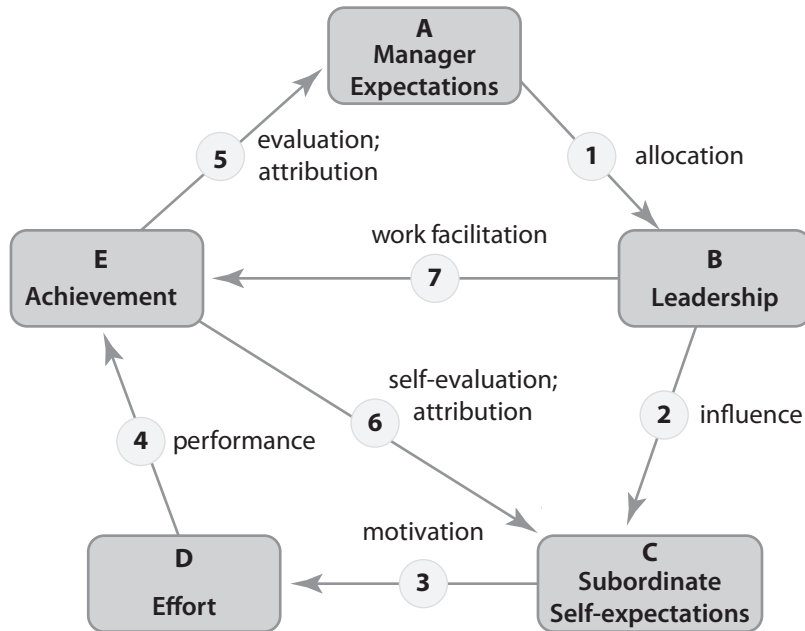 A
Manager
Expectations
5
evaluation;
attribution
1
allocation
E
Achievement
work facilitation
7
B
Leadership
self-evaluation;
attribution
6
2
influence
4
performance
motivation
D
Effort
3
C
Subordinate
Self-expectations